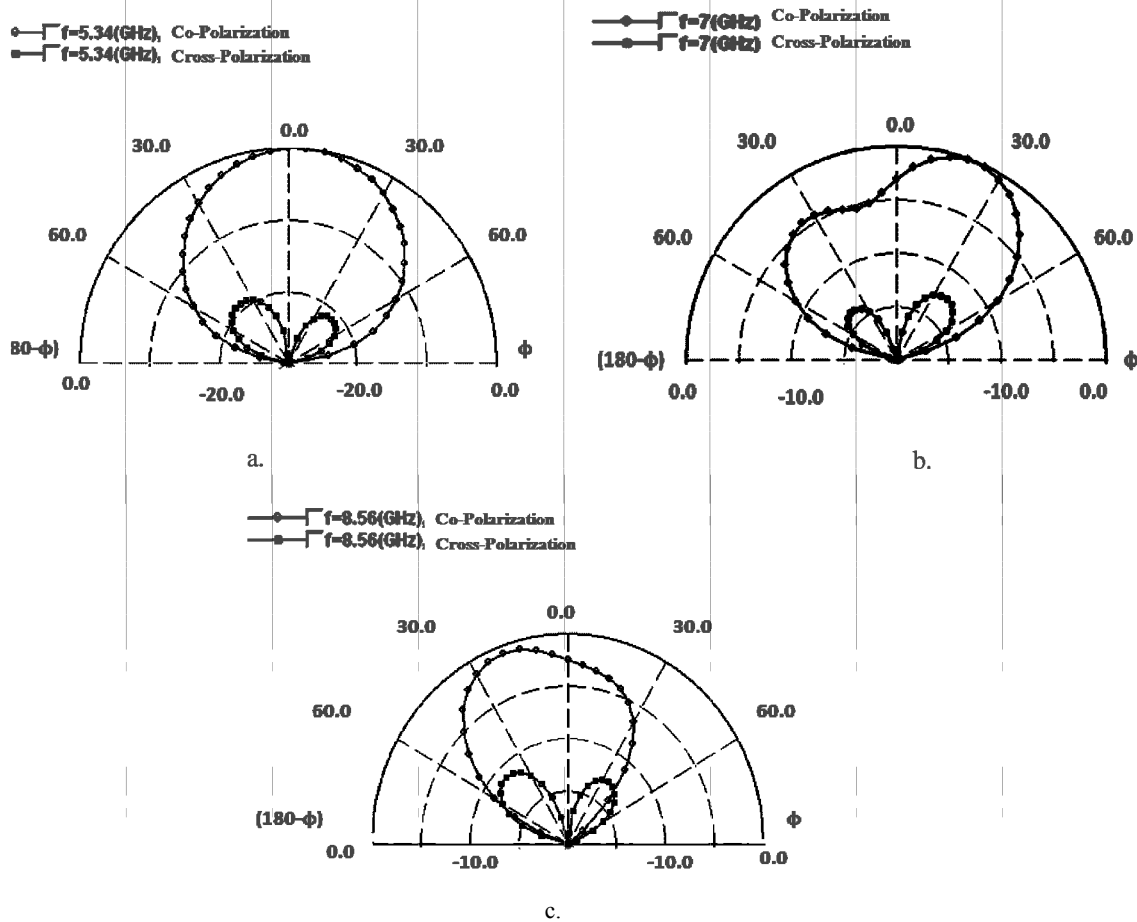 f=5.34(GHz), Co-Polarization
f=5.34(GHz), Cross-Polarization
0.0
30.0
30.0
60.0
60.0
80-ϕ)
ϕ
0.0
-20.0
-20.0
0.0
a.
f=7(GHz) Co-Polarization
f=7(GHz) Cross-Polarization
0.0
30.0
30.0
60.0
60.0
(180-ϕ)
ϕ
0.0
-10.0
-10.0
0.0
b.
f=8.56(GHz), Co-Polarization
f=8.56(GHz), Cross-Polarization
0.0
30.0
30.0
60.0
60.0
(180-ϕ)
ϕ
0.0
-10.0
-10.0
0.0
c.